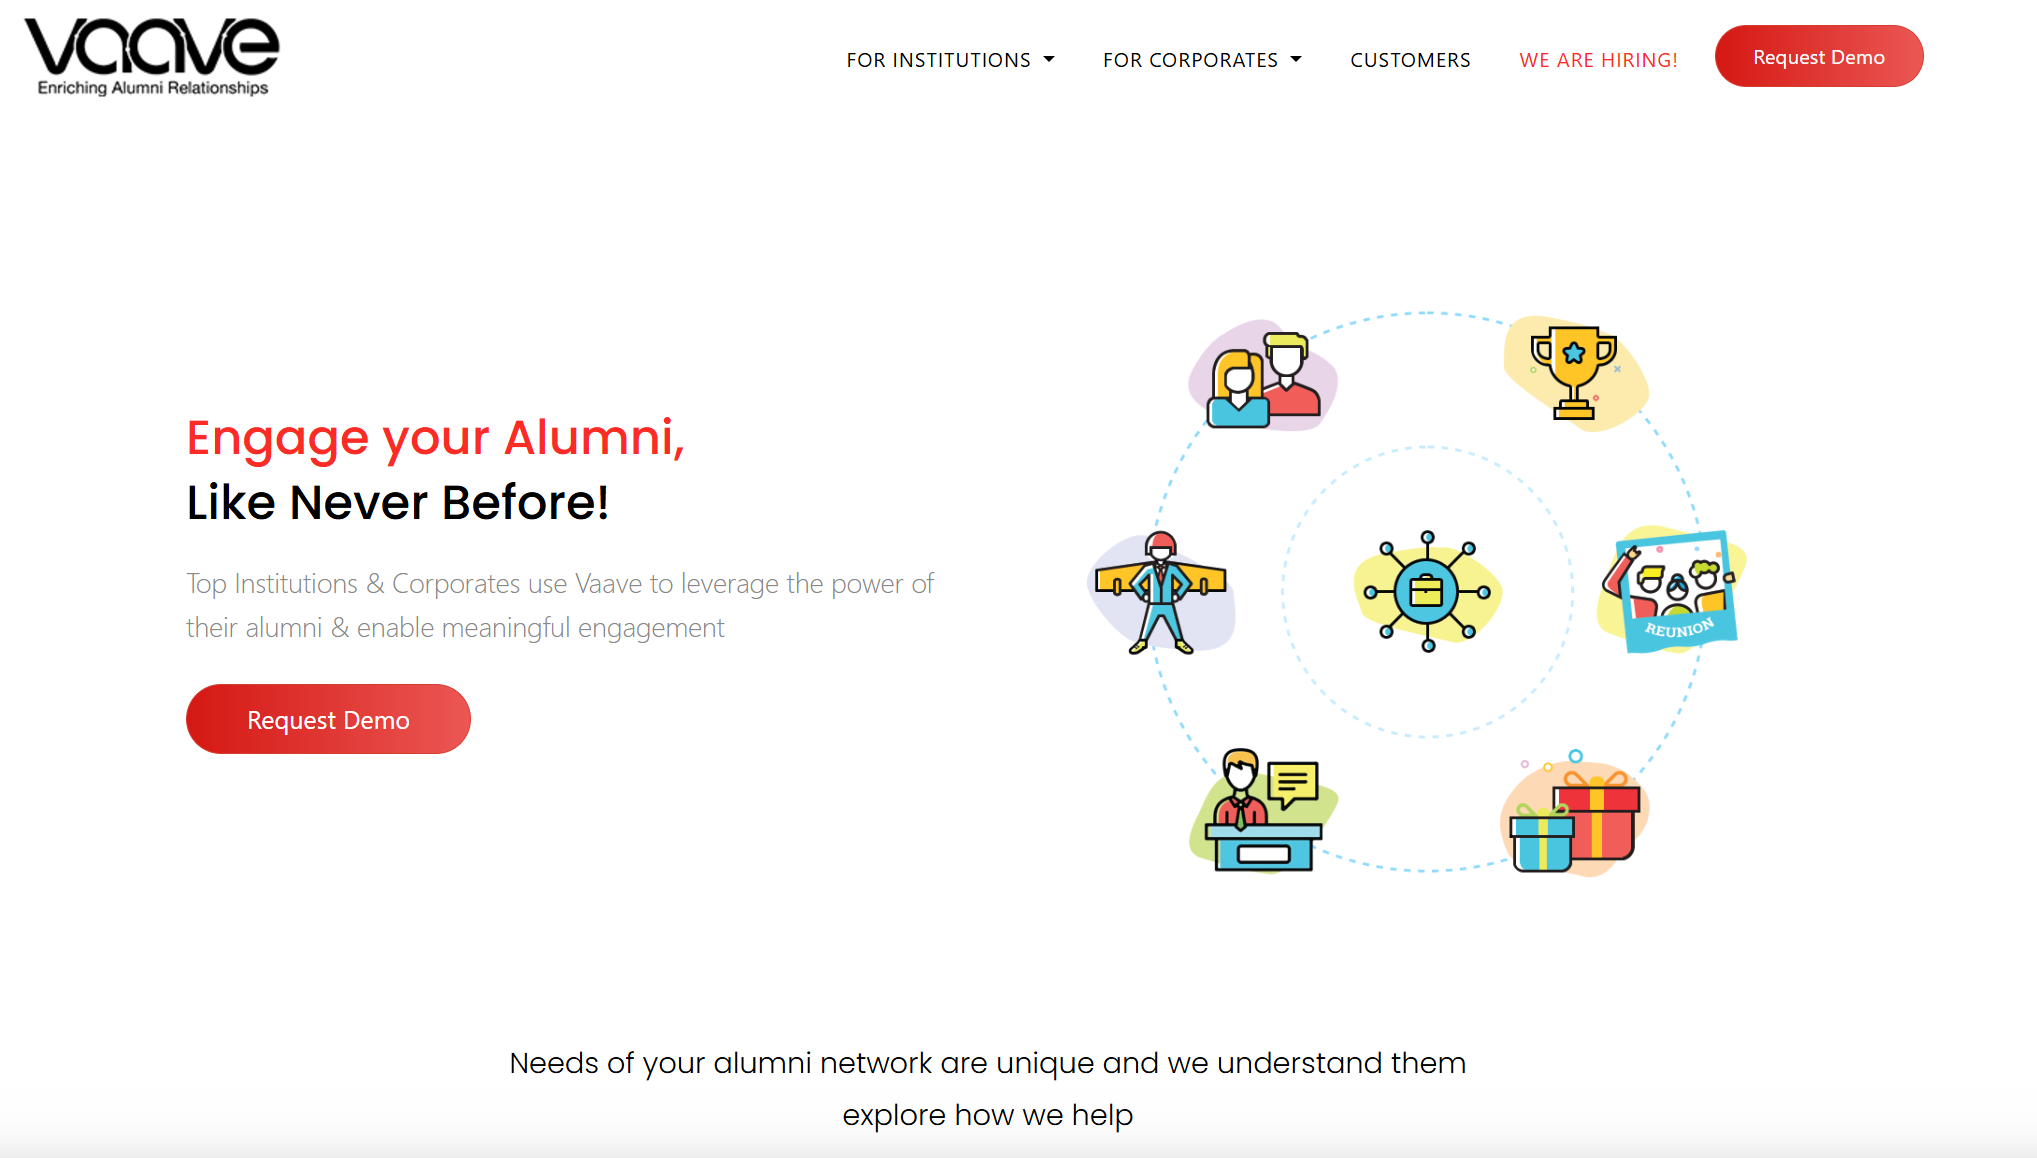 vaave
Enriching Alumni Relationships
FOR INSTITUTIONS
FOR CORPORATES
CUSTOMERS
WE ARE HIRING!
Request Demo
Engage your Alumni,
Like Never Before!
Top Institutions & Corporates use Vaave to leverage the power of
their alumni & enable meaningful engagement
Request Demo
REUNION
Needs of your alumni network are unique and we understand them
explore how we help